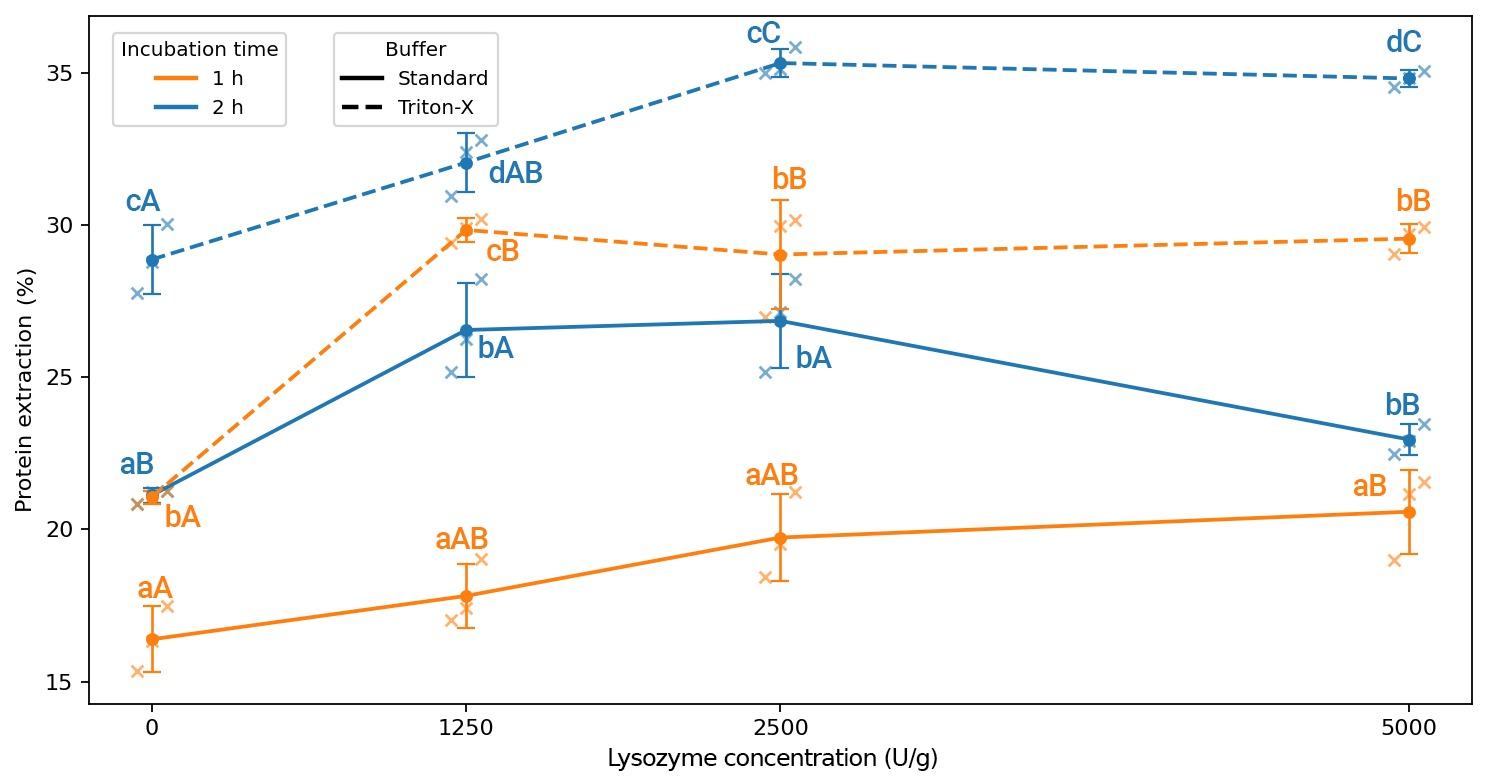 Incubation time
1 h
2 h
Buffer
Standard
Triton-X
Protein extraction (%)
35
30
25
20
15
cC
dC
cA
dAB
bB
bB
cB
bA
bA
bB
aB
bA
aAB
aB
aAB
aA
0
1250
2500
5000
Lysozyme concentration (U/g)